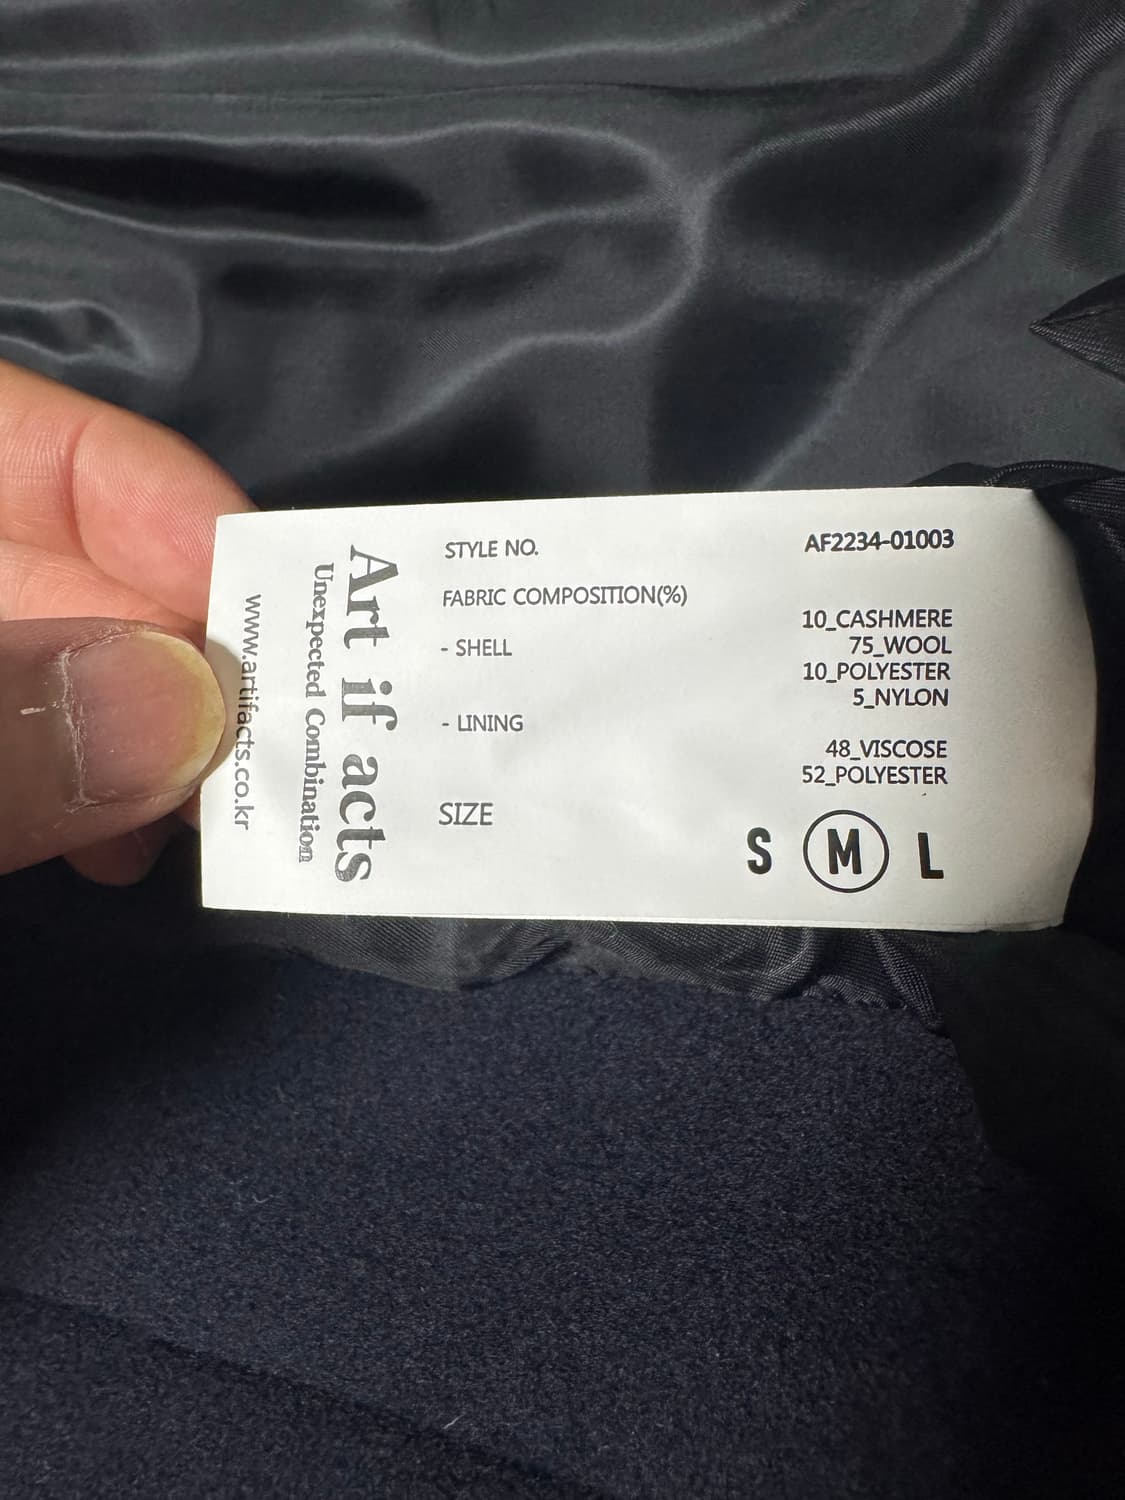 Art if acts
Unexpected Combination
www.artifacts.co.kr
STYLE NO. AF2234-01003
FABRIC COMPOSITION(%)
- SHELL 10_CASHMERE
75_WOOL
10_POLYESTER
5_NYLON
- LINING 48_VISCOSE
52_POLYESTER
SIZE S M L